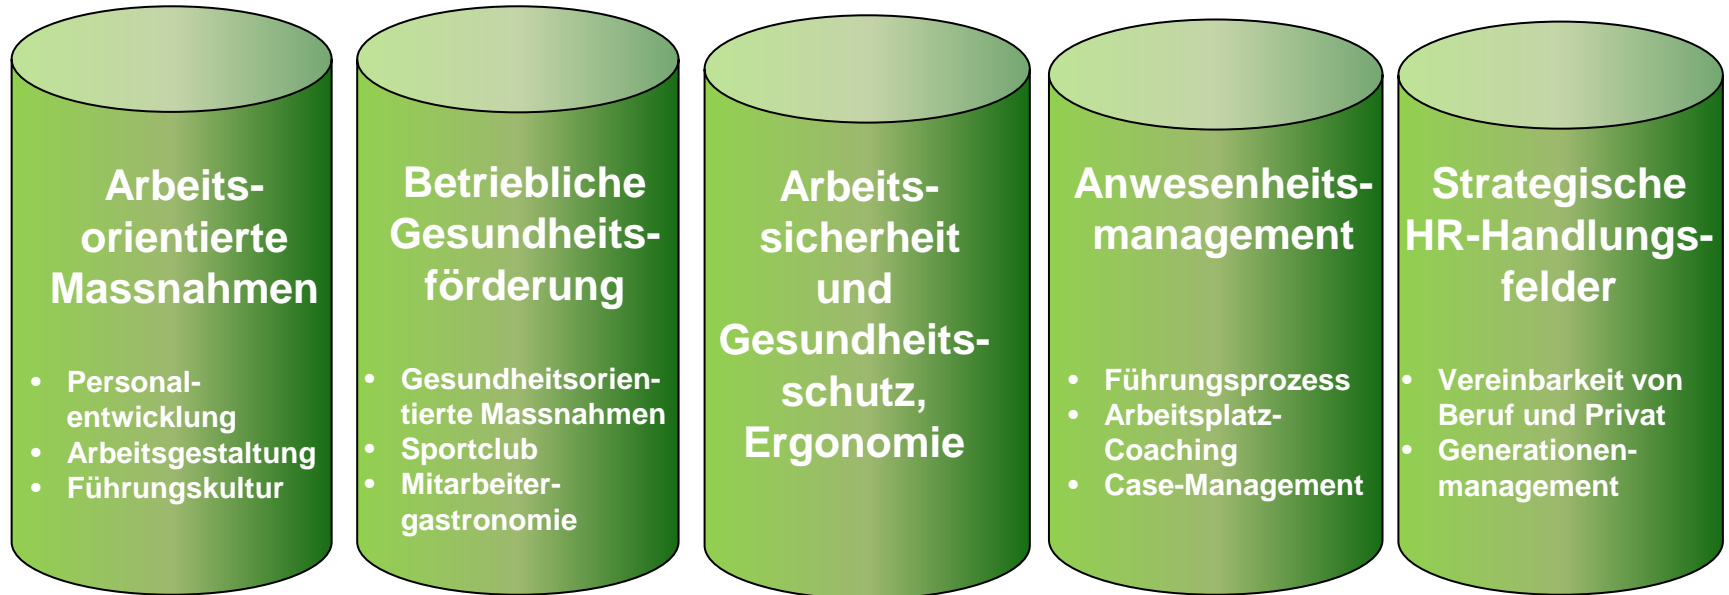 Arbeits-
orientierte
Massnahmen
• Personal-
entwicklung
• Arbeitsgestaltung
• Führungskultur
Betriebliche
Gesundheits-
förderung
• Gesundheitsorien-
tierte Massnahmen
• Sportclub
• Mitarbeiter-
gastronomie
Arbeits-
sicherheit
und
Gesundheits-
schutz,
Ergonomie
Anwesenheits-
management
• Führungsprozess
• Arbeitsplatz-
Coaching
• Case-Management
Strategische
HR-Handlungs-
felder
• Vereinbarkeit von
Beruf und Privat
• Generationen-
management